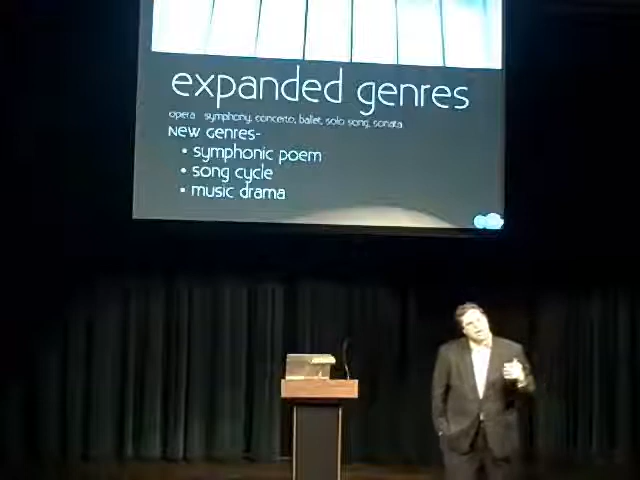 expanded genres
opera symphony, concerto, ballet, solo song, sonata
New Genres-
• symphonic poem
• song cycle
• music drama